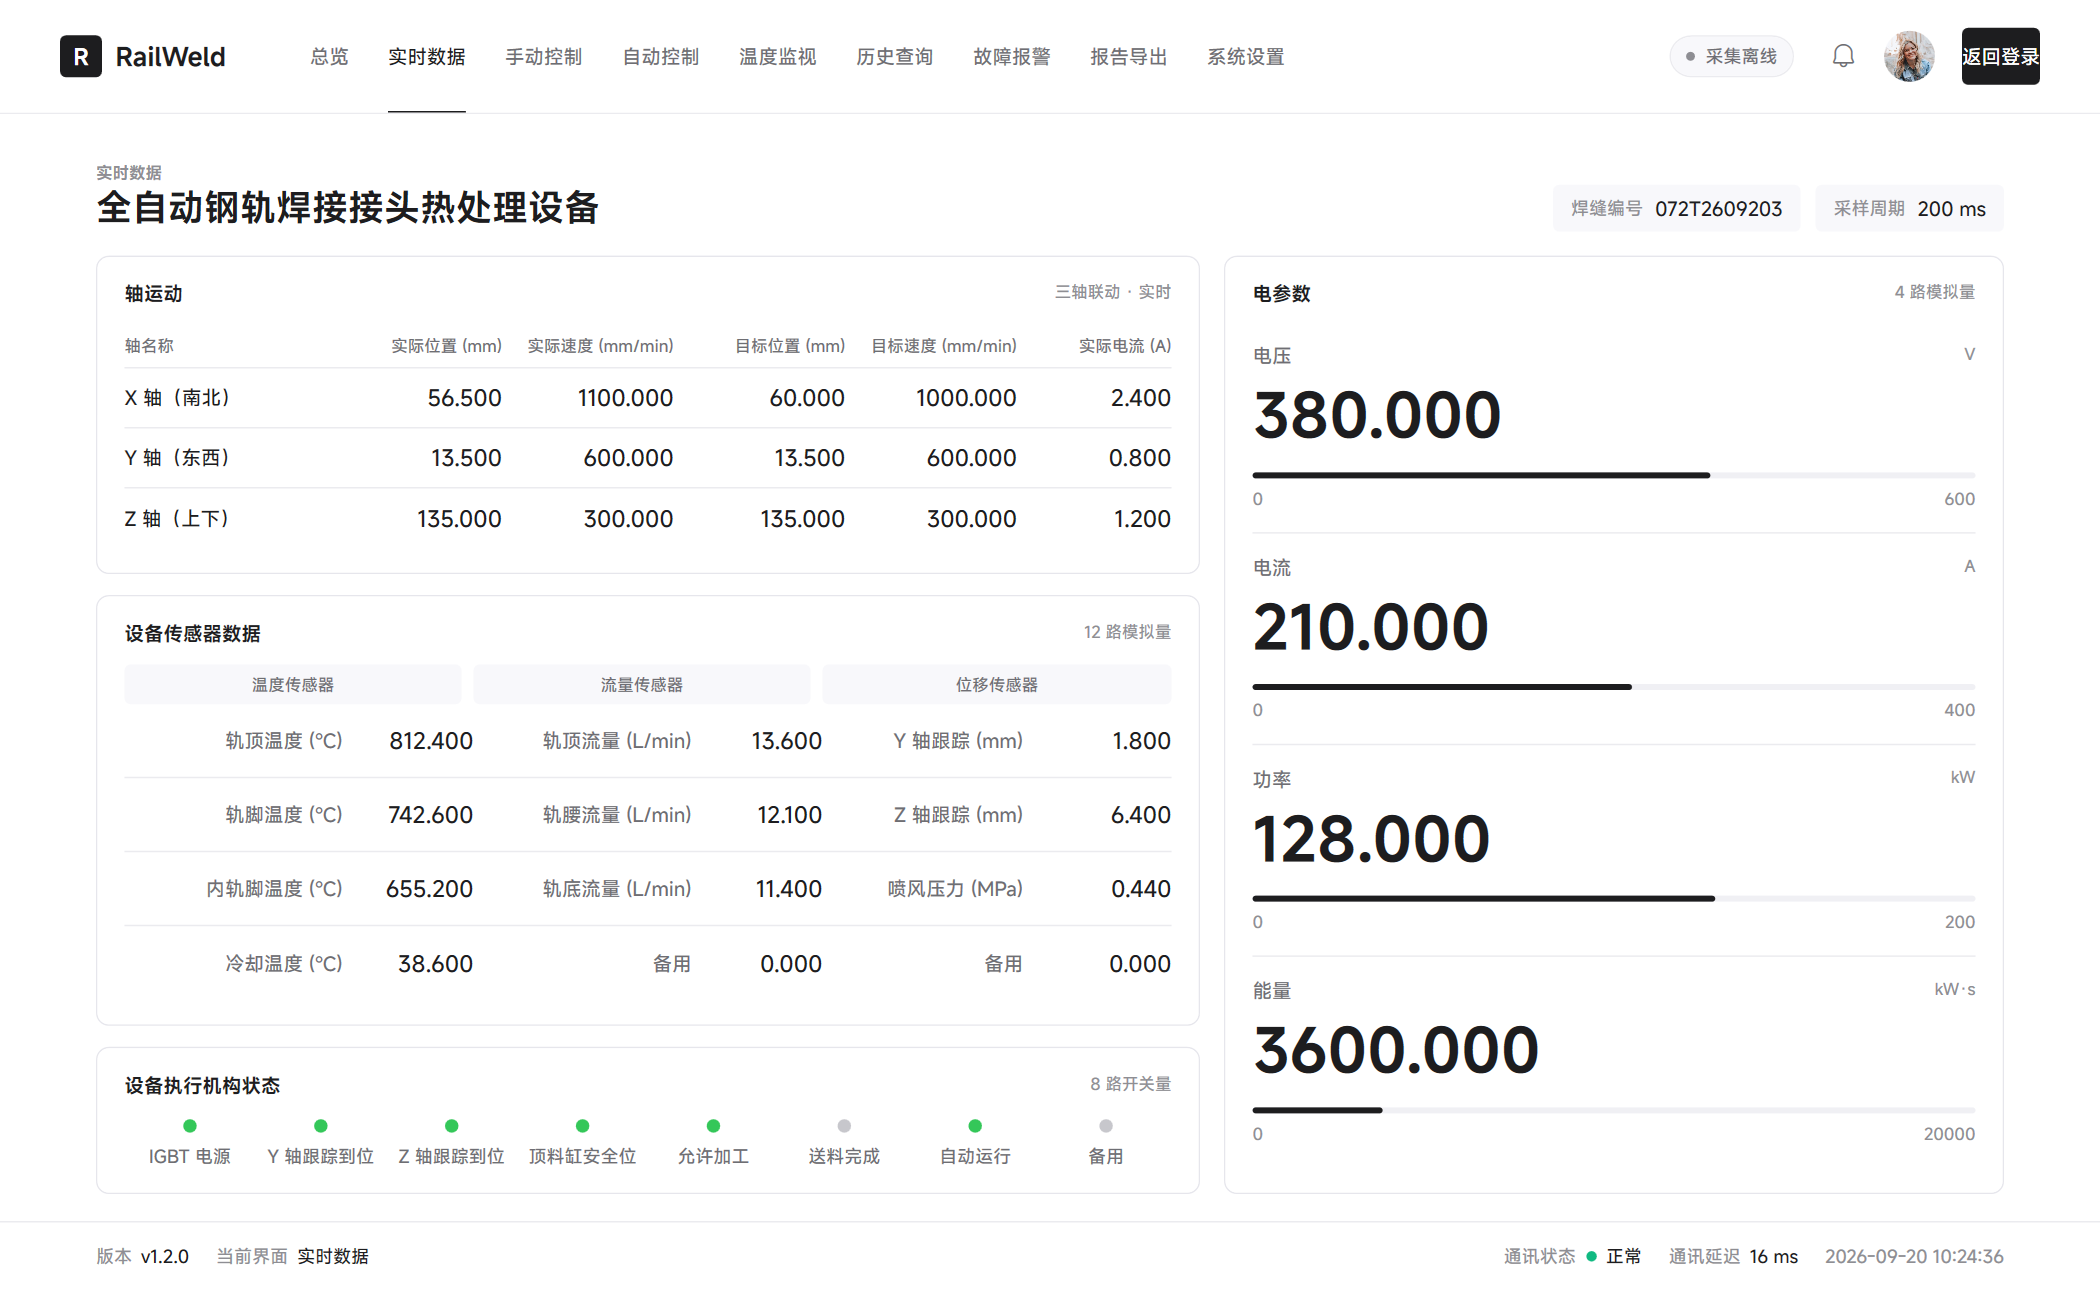 R RailWeld 总览 实时数据 手动控制 自动控制 温度监视 历史查询 故障报警 报告导出 系统设置 采集离线 返回登录
实时数据
全自动钢轨焊接接头热处理设备
焊缝编号 072T2609203 采样周期 200 ms
轴运动 三轴联动 · 实时
轴名称 实际位置 (mm) 实际速度 (mm/min) 目标位置 (mm) 目标速度 (mm/min) 实际电流 (A)
X 轴（南北） 56.500 1100.000 60.000 1000.000 2.400
Y 轴（东西） 13.500 600.000 13.500 600.000 0.800
Z 轴（上下） 135.000 300.000 135.000 300.000 1.200
设备传感器数据 12 路模拟量
温度传感器 流量传感器 位移传感器
轨顶温度 (°C) 812.400 轨顶流量 (L/min) 13.600 Y 轴跟踪 (mm) 1.800
轨脚温度 (°C) 742.600 轨腰流量 (L/min) 12.100 Z 轴跟踪 (mm) 6.400
内轨脚温度 (°C) 655.200 轨底流量 (L/min) 11.400 喷风压力 (MPa) 0.440
冷却温度 (°C) 38.600 备用 0.000 备用 0.000
设备执行机构状态 8 路开关量
IGBT 电源 Y 轴跟踪到位 Z 轴跟踪到位 顶料缸安全位 允许加工 送料完成 自动运行 备用
电参数 4 路模拟量
电压 V
380.000
0 600
电流 A
210.000
0 400
功率 kW
128.000
0 200
能量 kW·s
3600.000
0 20000
版本 v1.2.0 当前界面 实时数据 通讯状态 正常 通讯延迟 16 ms 2026-09-20 10:24:36